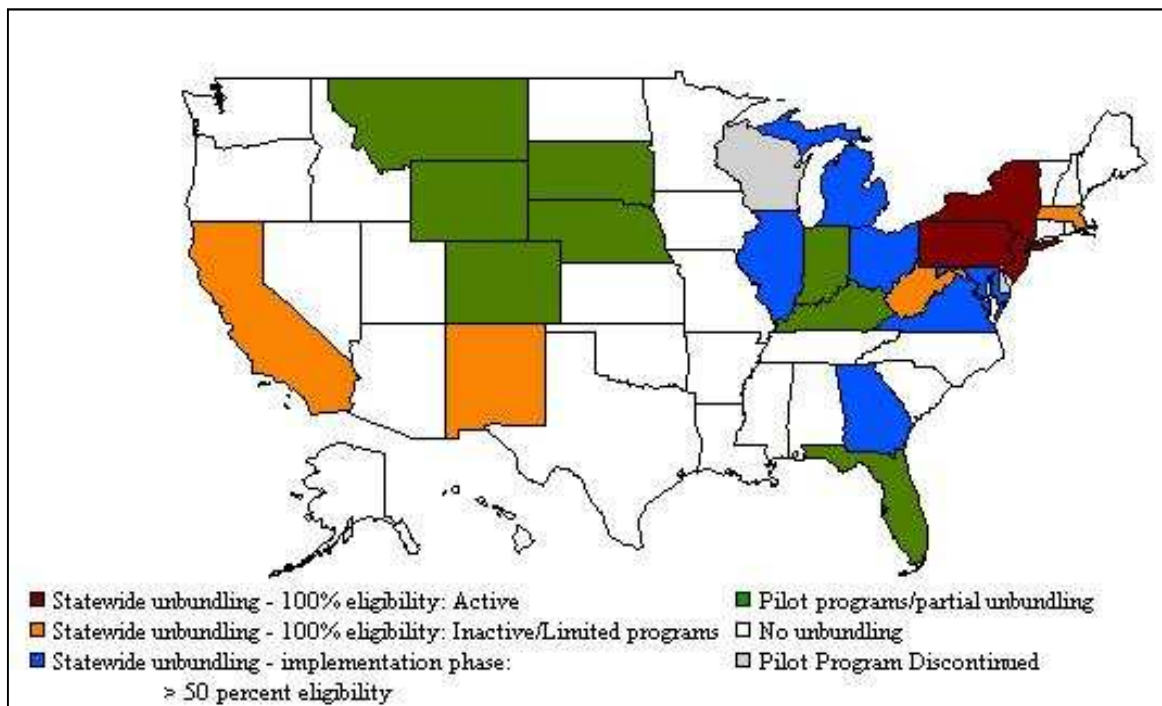 Statewide unbundling - 100% eligibility: Active
Statewide unbundling - 100% eligibility: Inactive/Limited programs
Statewide unbundling - implementation phase:
> 50 percent eligibility
Pilot programs/partial unbundling
No unbundling
Pilot Program Discontinued